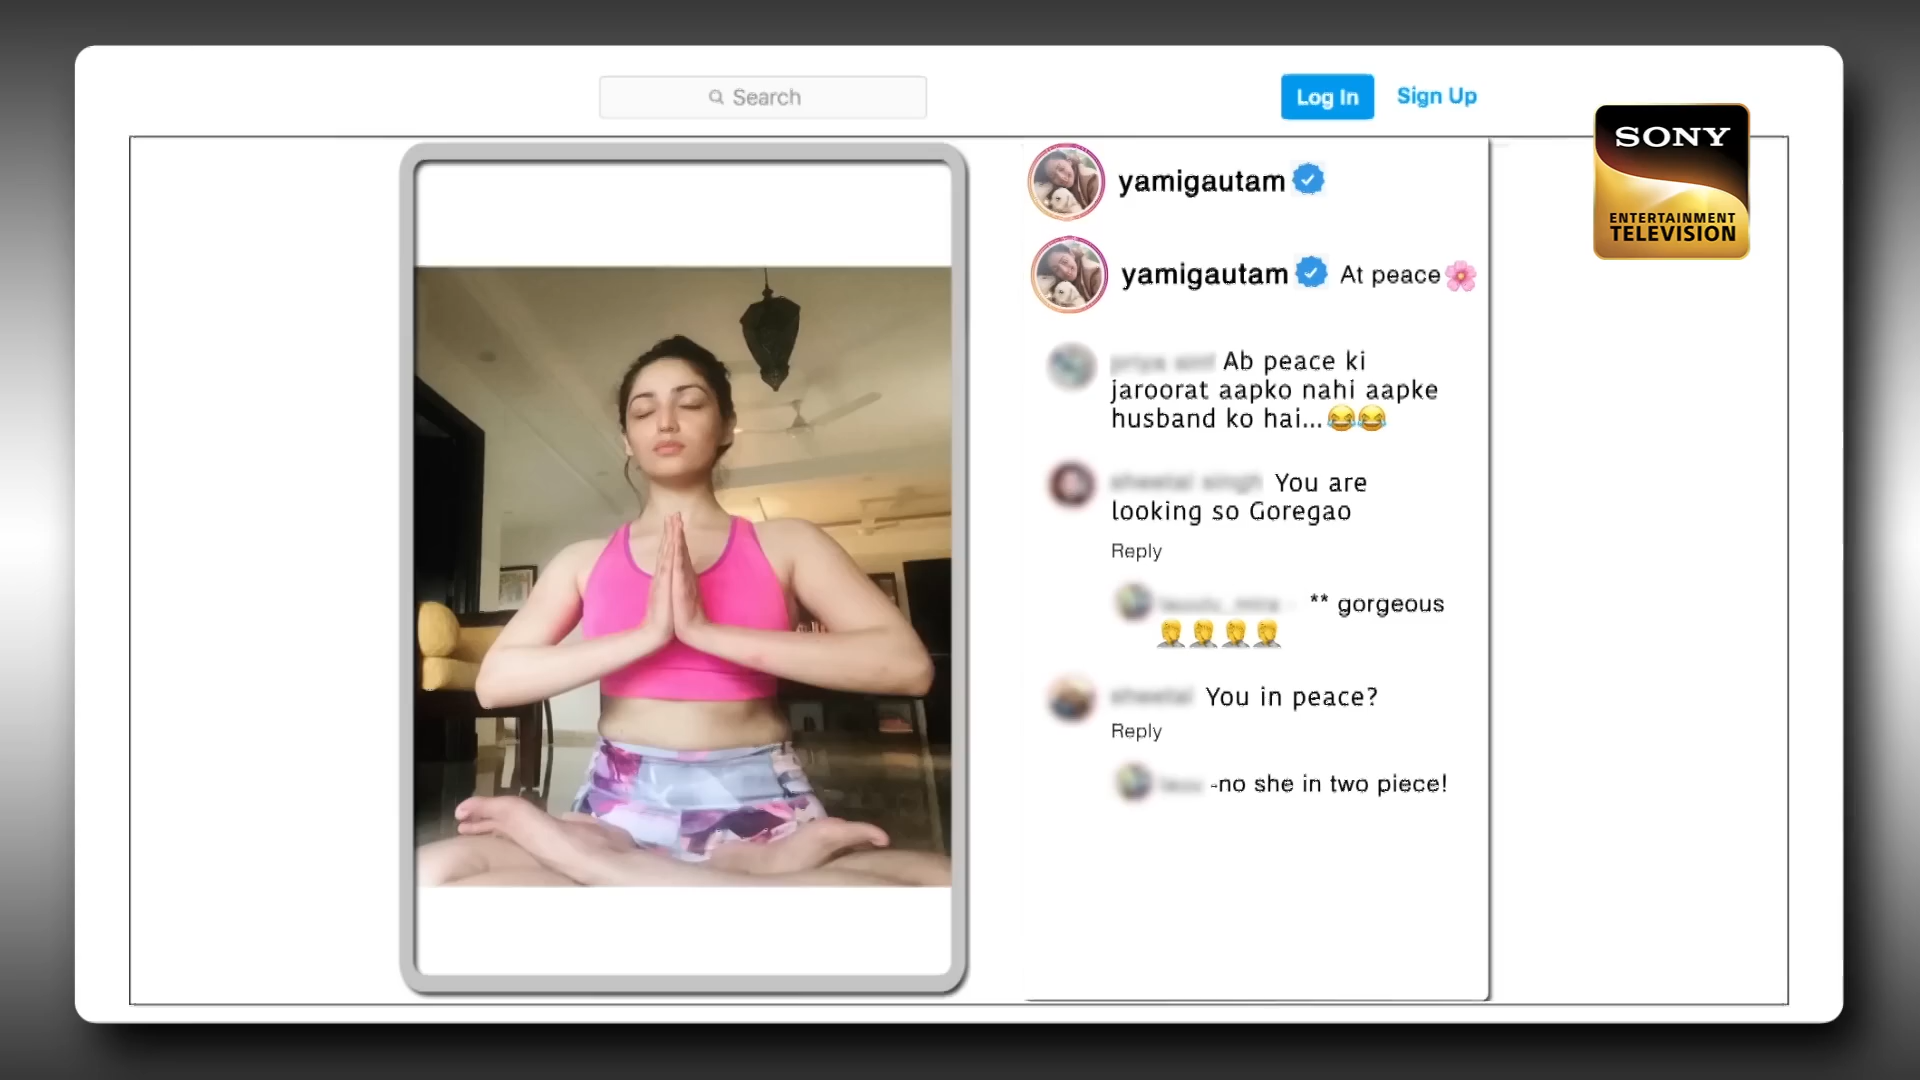 Search
Log In
Sign Up
SONY
ENTERTAINMENT
TELEVISION
yamigautam
yamigautam At peace🌸
Ab peace ki
jaroorat aapko nahi aapke
husband ko hai...😂😂
You are
looking so Goregao
Reply
** gorgeous
🤦🤦🤦🤦
You in peace?
Reply
-no she in two piece!